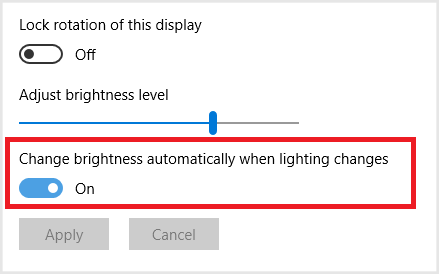 Lock rotation of this display
Off
Adjust brightness level
Change brightness automatically when lighting changes
On
Apply Cancel